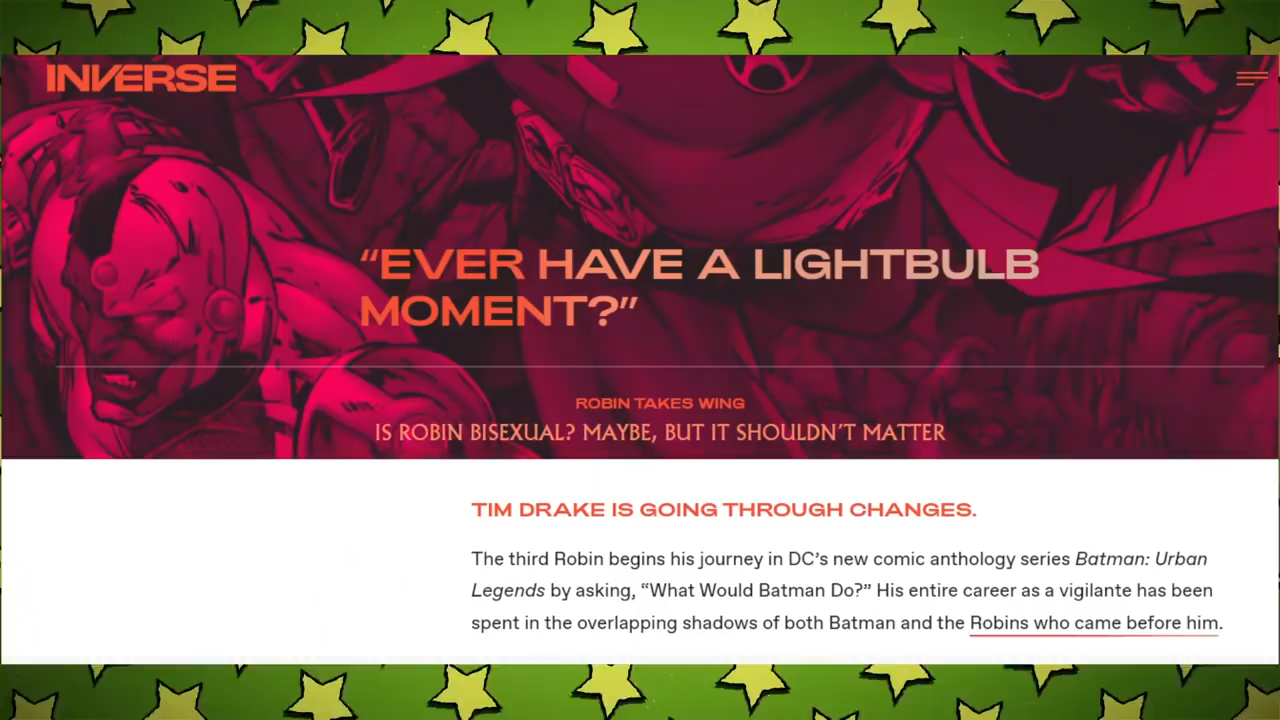 INVERSE
“EVER HAVE A LIGHTBULB
MOMENT?”
ROBIN TAKES WING
IS ROBIN BISEXUAL? MAYBE, BUT IT SHOULDN’T MATTER
TIM DRAKE IS GOING THROUGH CHANGES.
The third Robin begins his journey in DC’s new comic anthology series Batman: Urban
Legends by asking, “What Would Batman Do?” His entire career as a vigilante has been
spent in the overlapping shadows of both Batman and the Robins who came before him.